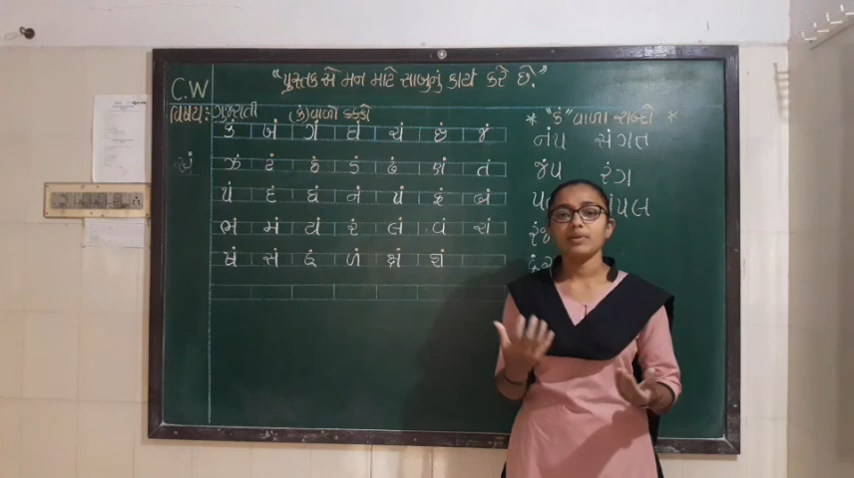 C.W
"પુસ્તક એ મન માટે સાબુનું કાર્ય કરે છે."
વિષય: ગુજરાતી (કં)વાળો કક્કો
કં ખં ગં ઘં ચં છં જં
ઝં ટં ઠં ડં ઢં ણં તં
થં દં ધં નં પં ફં બં
ભં મં યં રં લં વં શં
ષં સં હં ળં ક્ષં જ્ઞં
* "કં" વાળા શબ્દો *
નંપ સંગત
જંપ રંગ